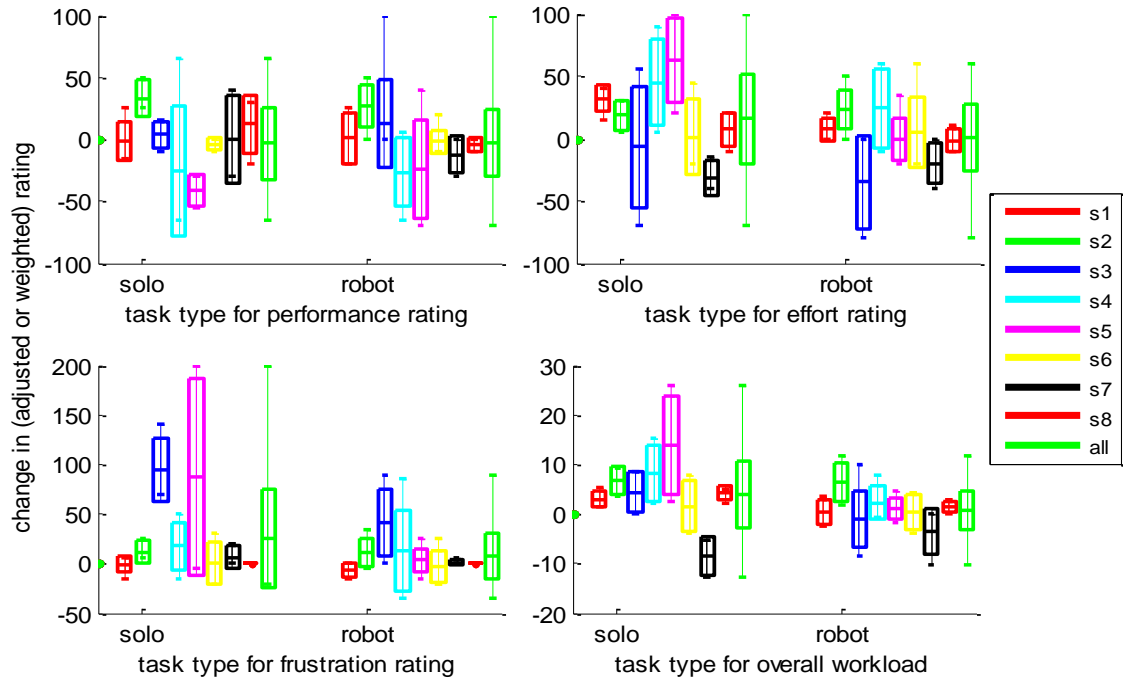 change in (adjusted or weighted) rating
100
50
0
-50
-100
solo
robot
task type for performance rating
100
50
0
-50
-100
solo
robot
task type for effort rating
200
150
100
50
0
-50
solo
robot
task type for frustration rating
30
20
10
0
-10
-20
solo
robot
task type for overall workload
s1
s2
s3
s4
s5
s6
s7
s8
all